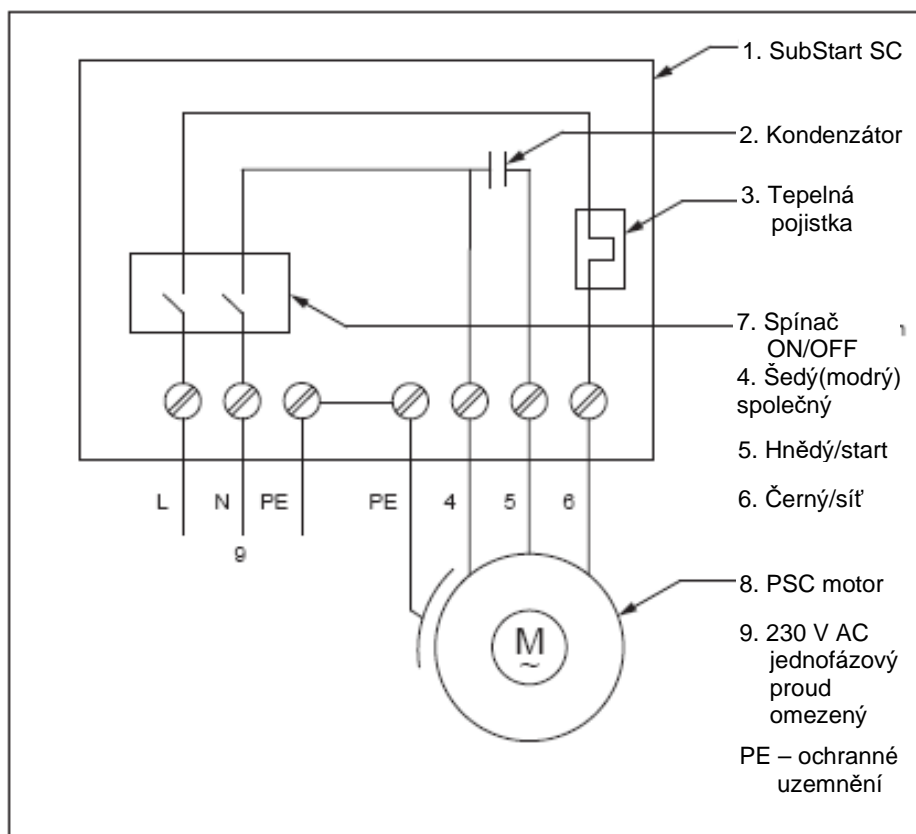 1. SubStart SC
2. Kondenzátor
3. Tepelná
pojistka
7. Spínač
ON/OFF
4. Šedý(modrý)
společný
5. Hnědý/start
6. Černý/síť
L N PE PE 4 5 6
9
8. PSC motor
M
~
9. 230 V AC
jednofázový
proud
omezený
PE – ochranné
uzemnění